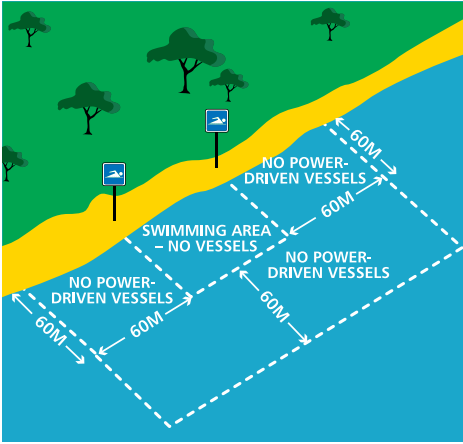 60M
NO POWER-
DRIVEN VESSELS
60M
SWIMMING AREA
– NO VESSELS
NO POWER-
DRIVEN VESSELS
NO POWER-
DRIVEN VESSELS
60M
60M
60M